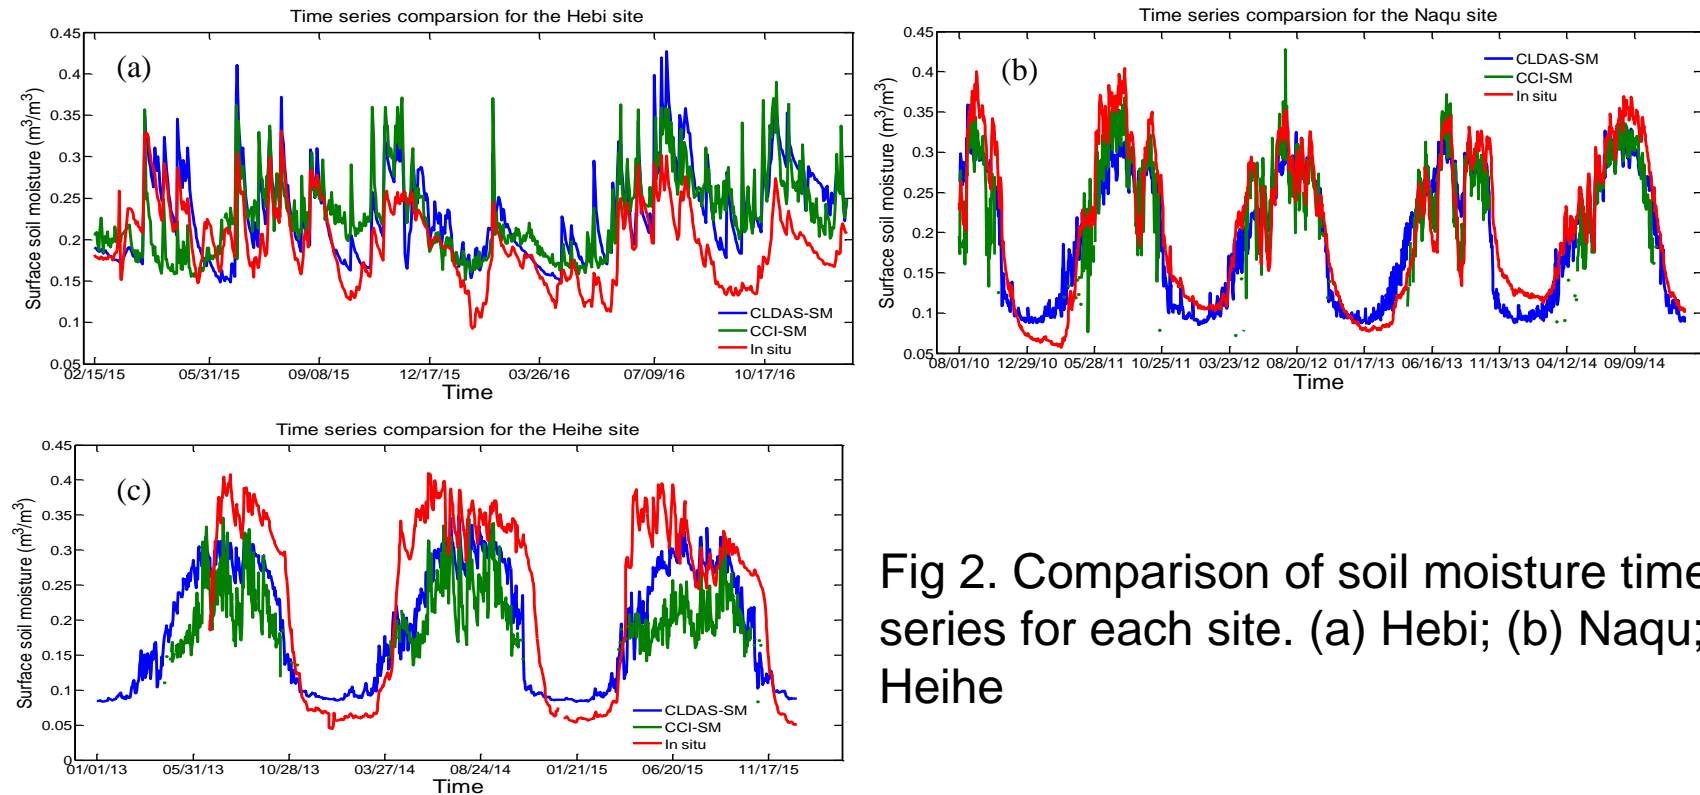 Time series comparsion for the Hebi site
(a)
Surface soil moisture (m³/m³)
0.45
0.4
0.35
0.3
0.25
0.2
0.15
0.1
0.05
CLDAS-SM
CCI-SM
In situ
02/15/15 05/31/15 09/08/15 12/17/15 03/26/16 07/09/16 10/17/16
Time
Time series comparsion for the Naqu site
(b)
Surface soil moisture (m³/m³)
0.45
0.4
0.35
0.3
0.25
0.2
0.15
0.1
0.05
CLDAS-SM
CCI-SM
In situ
08/01/10 12/29/10 05/28/11 10/25/11 03/23/12 08/20/12 01/17/13 06/16/13 11/13/13 04/12/14 09/09/14
Time
Time series comparsion for the Heihe site
(c)
Surface soil moisture (m³/m³)
0.45
0.4
0.35
0.3
0.25
0.2
0.15
0.1
0.05
0
CLDAS-SM
CCI-SM
In situ
01/01/13 05/31/13 10/28/13 03/27/14 08/24/14 01/21/15 06/20/15 11/17/15
Time
Fig 2. Comparison of soil moisture time
series for each site. (a) Hebi; (b) Naqu;
Heihe